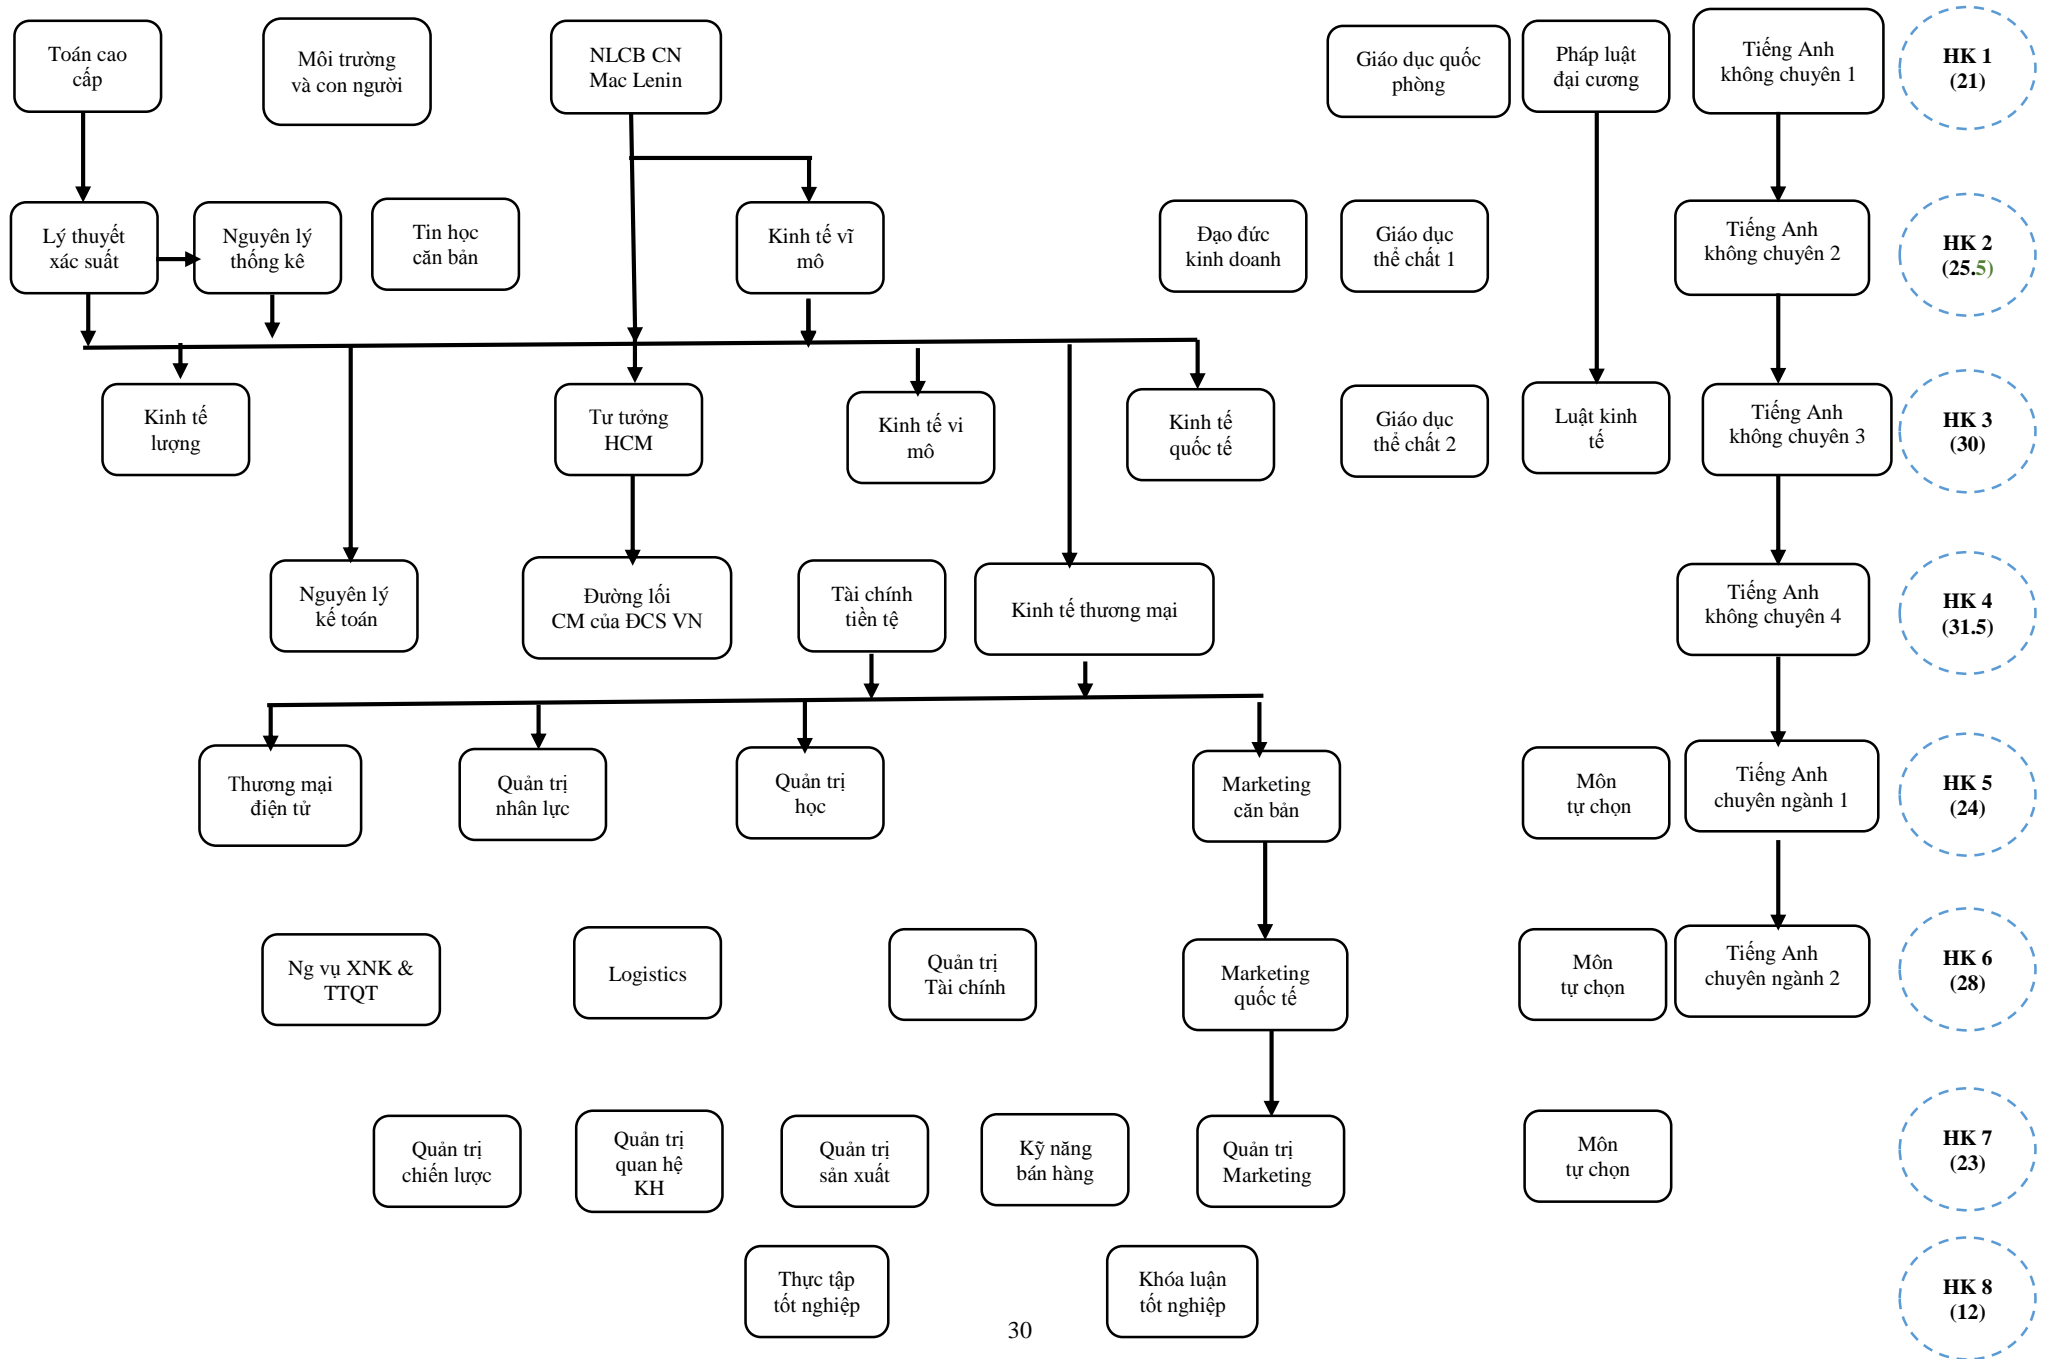 Toán cao
cấp
Môi trường
và con người
NLCB CN
Mac Lenin
Giáo dục quốc
phòng
Pháp luật
đại cương
Tiếng Anh
không chuyên 1
HK 1
(21)
Lý thuyết
xác suất
Nguyên lý
thống kê
Tin học
căn bản
Kinh tế vĩ
mô
Đạo đức
kinh doanh
Giáo dục
thể chất 1
Tiếng Anh
không chuyên 2
HK 2
(25.5)
Kinh tế
lượng
Tư tưởng
HCM
Kinh tế vi
mô
Kinh tế
quốc tế
Giáo dục
thể chất 2
Luật kinh
tế
Tiếng Anh
không chuyên 3
HK 3
(30)
Nguyên lý
kế toán
Đường lối
CM của ĐCS VN
Tài chính
tiền tệ
Kinh tế thương mại
Tiếng Anh
không chuyên 4
HK 4
(31.5)
Thương mại
điện tử
Quản trị
nhân lực
Quản trị
học
Marketing
căn bản
Môn
tự chọn
Tiếng Anh
chuyên ngành 1
HK 5
(24)
Ng vụ XNK &
TTQT
Logistics
Quản trị
Tài chính
Marketing
quốc tế
Môn
tự chọn
Tiếng Anh
chuyên ngành 2
HK 6
(28)
Quản trị
chiến lược
Quản trị
quan hệ
KH
Quản trị
sản xuất
Kỹ năng
bán hàng
Quản trị
Marketing
Môn
tự chọn
HK 7
(23)
Thực tập
tốt nghiệp
Khóa luận
tốt nghiệp
HK 8
(12)
30